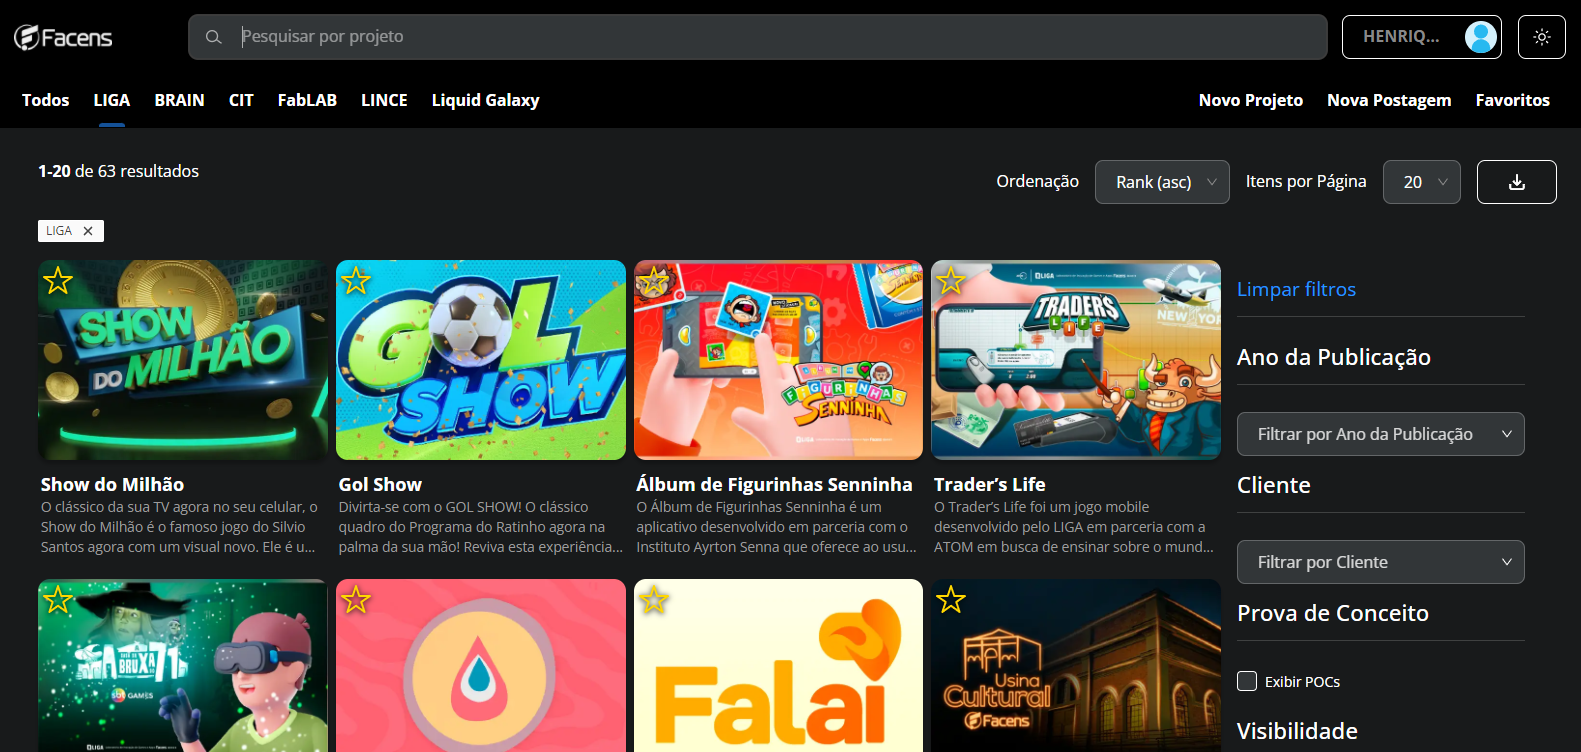 Facens
Pesquisar por projeto
HENRIQ...
Todos LIGA BRAIN CIT FabLAB LINCE Liquid Galaxy
Novo Projeto Nova Postagem Favoritos
1-20 de 63 resultados
Ordenação Rank (asc) Itens por Página 20
LIGA
SHOW
DO MILHÃO
GOL
SHOW
FIGURINHAS
SENNINHA
LIGA
TRADER'S
LIFE
Limpar filtros
Ano da Publicação
Filtrar por Ano da Publicação
Cliente
Filtrar por Cliente
Prova de Conceito
Exibir POCs
Visibilidade
Show do Milhão
O clássico da sua TV agora no seu celular, o
Show do Milhão é o famoso jogo do Silvio
Santos agora com um visual novo. Ele é u...
Gol Show
Divirta-se com o GOL SHOW! O clássico
quadro do Programa do Ratinho agora na
palma da sua mão! Reviva esta experiência...
Álbum de Figurinhas Senninha
O Álbum de Figurinhas Senninha é um
aplicativo desenvolvido em parceria com o
Instituto Ayrton Senna que oferece ao usu...
Trader’s Life
O Trader’s Life foi um jogo mobile
desenvolvido pelo LIGA em parceria com a
ATOM em busca de ensinar sobre o mund...
BRUXA 71
GAMES
LIGA
Falaí
Usina
Cultural
Facens